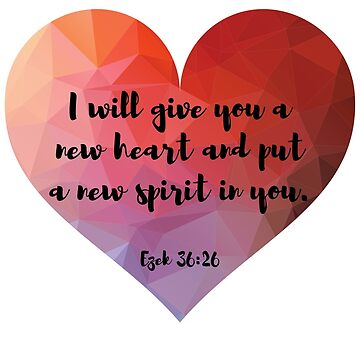 I will give you a
new heart and put
a new spirit in you.
Ezek 36:26